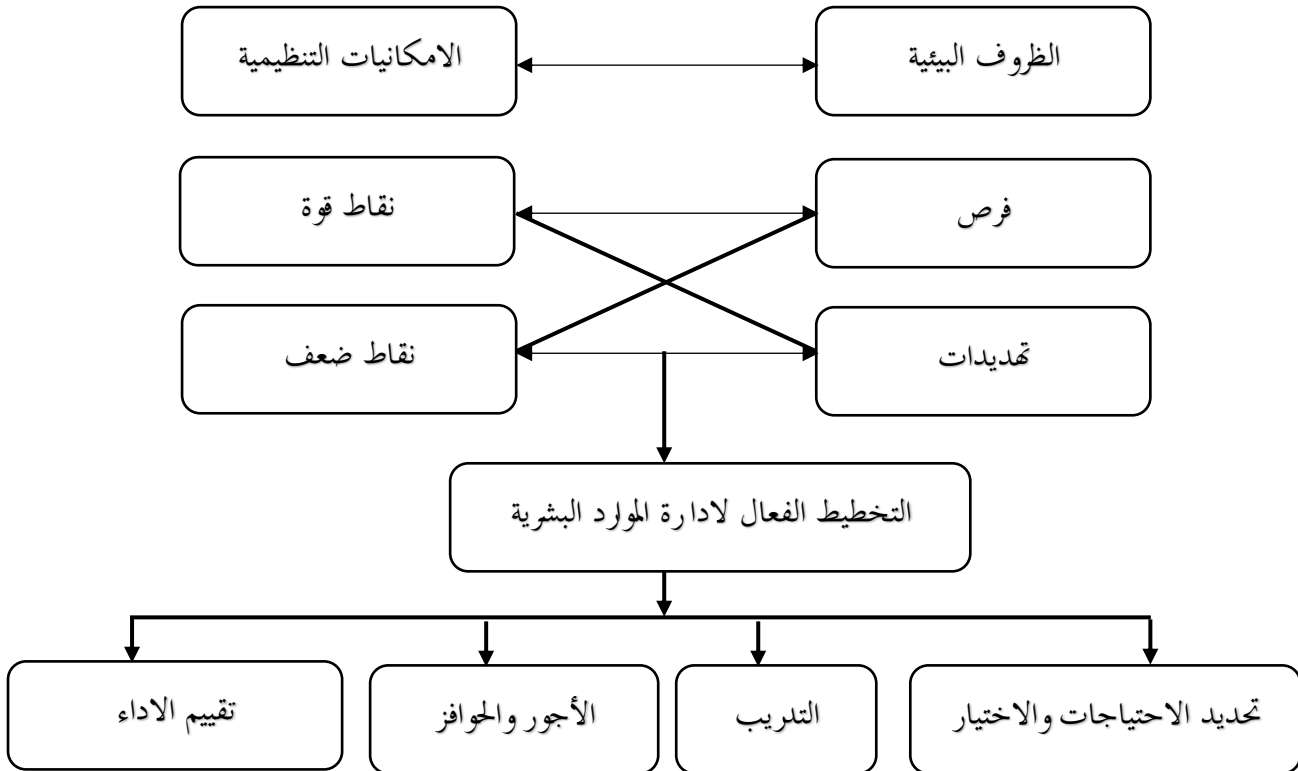 الظروف البيئية
الامكانيات التنظيمية
فرص
نقاط قوة
تهديدات
نقاط ضعف
التخطيط الفعال لادارة الموارد البشرية
تحديد الاحتياجات والاختيار
التدريب
الأجور والحوافز
تقييم الاداء